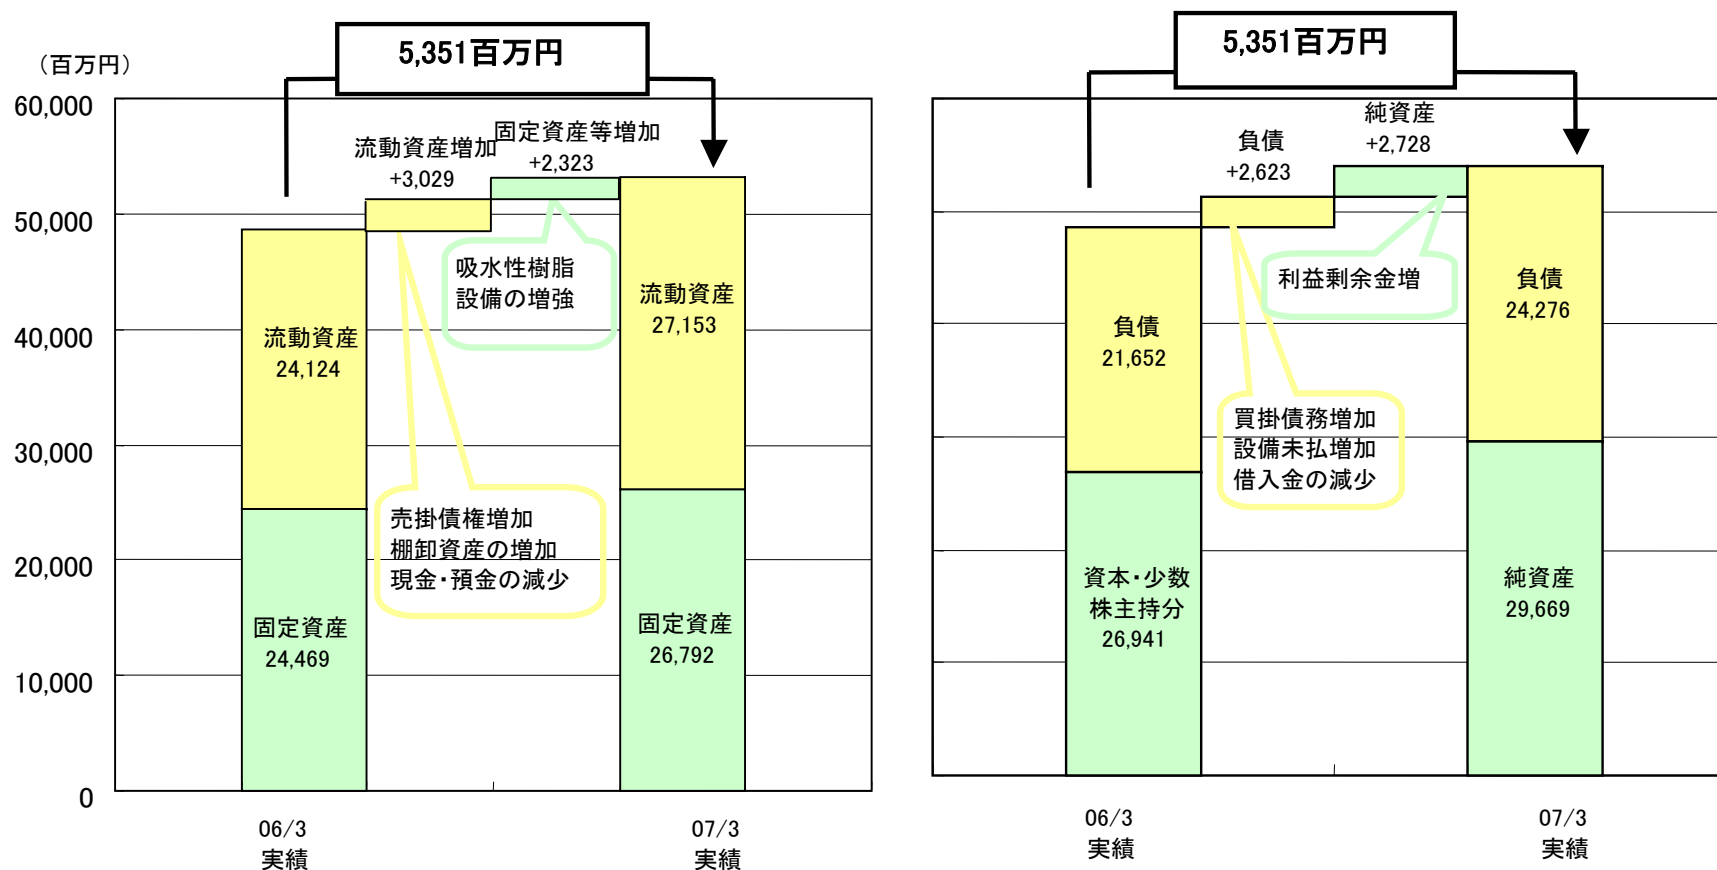 5,351百万円
（百万円）
60,000
50,000
40,000
30,000
20,000
10,000
0
流動資産増加
+3,029
固定資産等増加
+2,323
吸水性樹脂
設備の増強
流動資産
24,124
流動資産
27,153
売掛債権増加
棚卸資産の増加
現金・預金の減少
固定資産
24,469
固定資産
26,792
06/3
実績
07/3
実績
5,351百万円
負債
+2,623
純資産
+2,728
利益剰余金増
負債
21,652
負債
24,276
買掛債務増加
設備未払増加
借入金の減少
資本・少数
株主持分
26,941
純資産
29,669
06/3
実績
07/3
実績